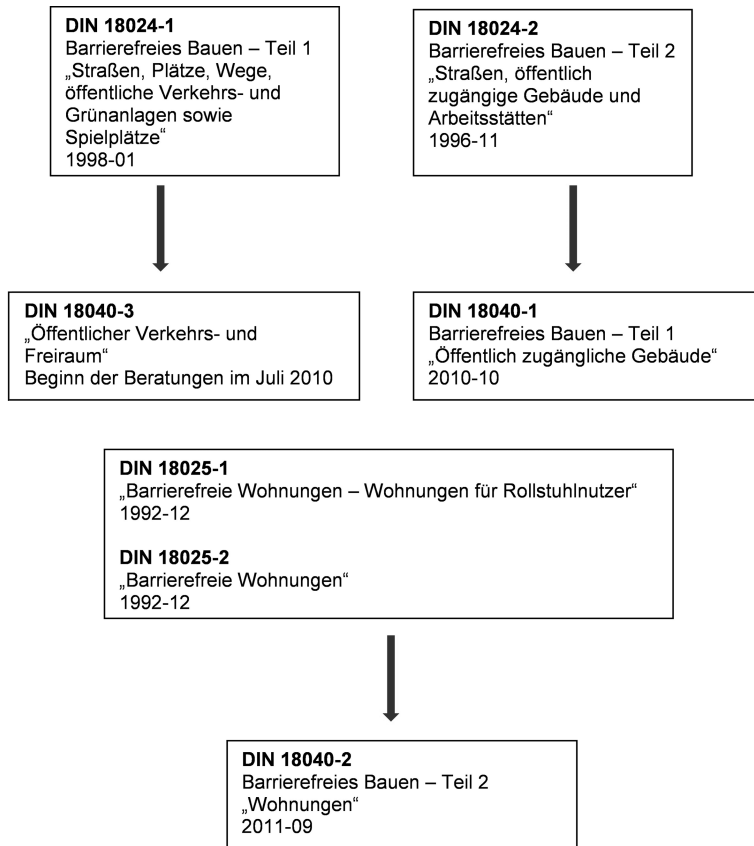 DIN 18024-1
Barrierefreies Bauen – Teil 1
„Straßen, Plätze, Wege,
öffentliche Verkehrs- und
Grünanlagen sowie
Spielplätze“
1998-01
DIN 18024-2
Barrierefreies Bauen – Teil 2
„Straßen, öffentlich
zugängige Gebäude und
Arbeitsstätten“
1996-11
DIN 18040-3
„Öffentlicher Verkehrs- und
Freiraum“
Beginn der Beratungen im Juli 2010
DIN 18040-1
Barrierefreies Bauen – Teil 1
„Öffentlich zugängliche Gebäude“
2010-10
DIN 18025-1
„Barrierefreie Wohnungen – Wohnungen für Rollstuhlnutzer“
1992-12
DIN 18025-2
„Barrierefreie Wohnungen“
1992-12
DIN 18040-2
Barrierefreies Bauen – Teil 2
„Wohnungen“
2011-09